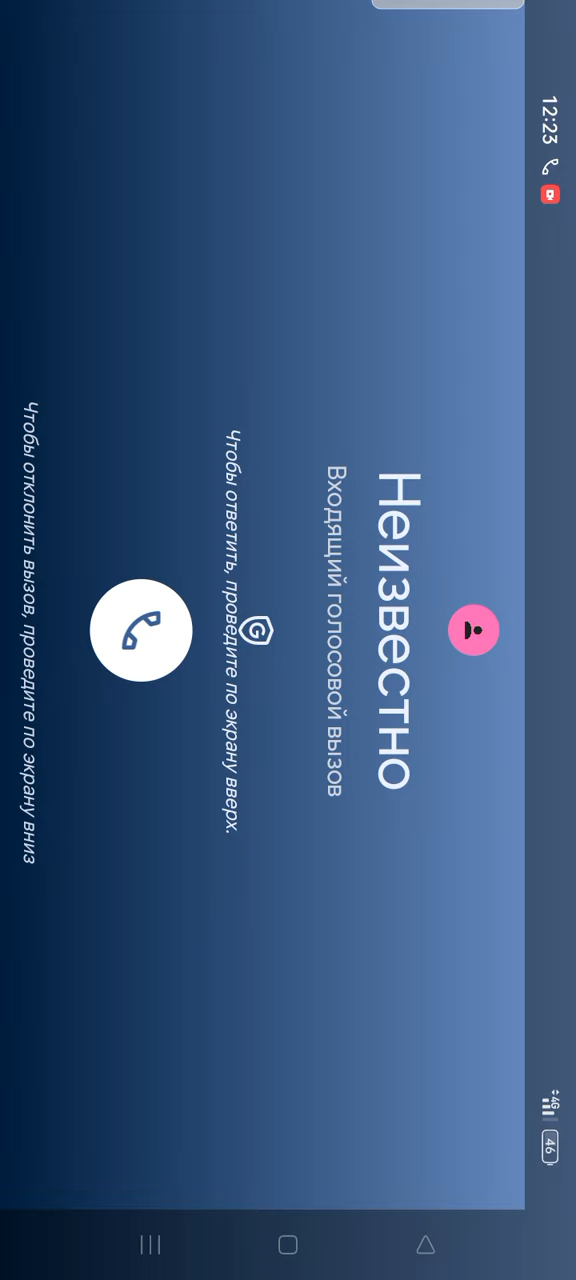 12:23
4G
46
Неизвестно
Входящий голосовой вызов
G
Чтобы ответить, проведите по экрану вверх.
Чтобы отклонить вызов, проведите по экрану вниз